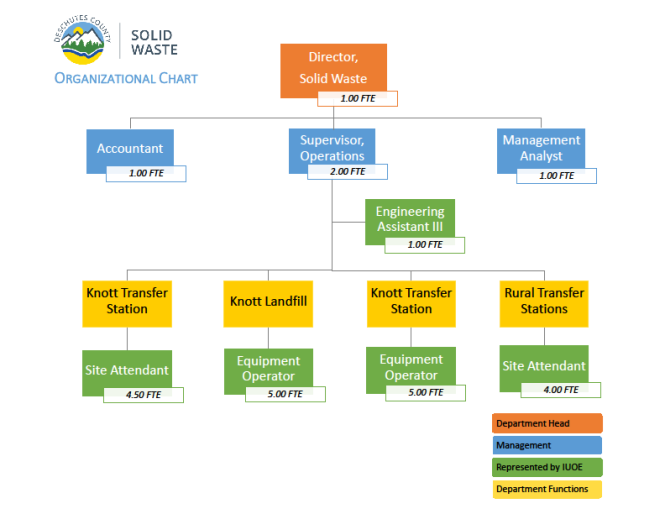 DESCHUTES COUNTY
SOLID
WASTE
ORGANIZATIONAL CHART
Director,
Solid Waste
1.00 FTE
Accountant
1.00 FTE
Supervisor,
Operations
2.00 FTE
Management
Analyst
1.00 FTE
Engineering
Assistant III
1.00 FTE
Knott Transfer
Station
Knott Landfill
Knott Transfer
Station
Rural Transfer
Stations
Site Attendant
4.50 FTE
Equipment
Operator
5.00 FTE
Equipment
Operator
5.00 FTE
Site Attendant
4.00 FTE
Department Head
Management
Represented by IUOE
Department Functions